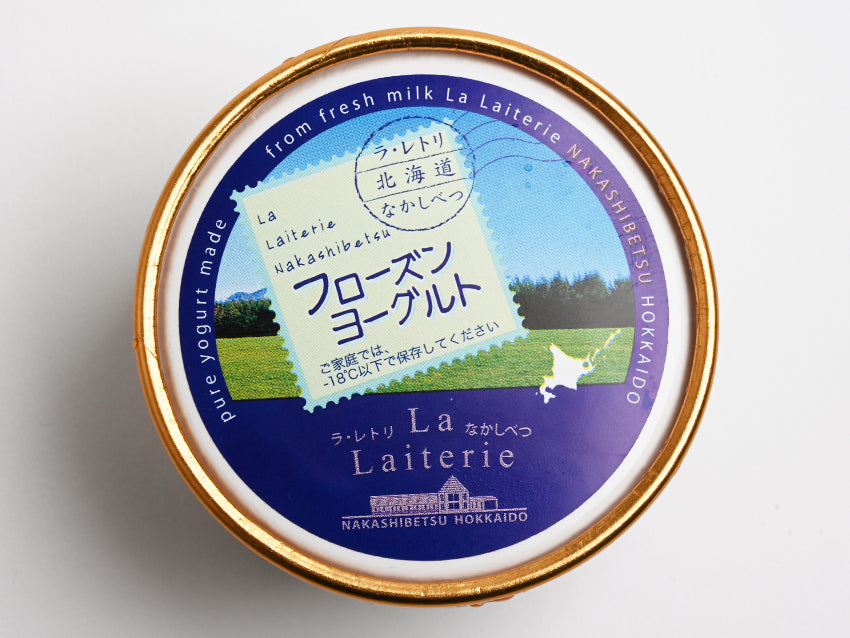 pure yogurt made from fresh milk La Laiterie NAKASHIBETSU HOKKAIDO
ラ・レトリ
北海道
なかしべつ
La
Laiterie
Nakashibetsu
フローズン
ヨーグルト
ご家庭では、
-18℃以下で保存してください
ラ・レトリ La なかしべつ
Laiterie
NAKASHIBETSU HOKKAIDO